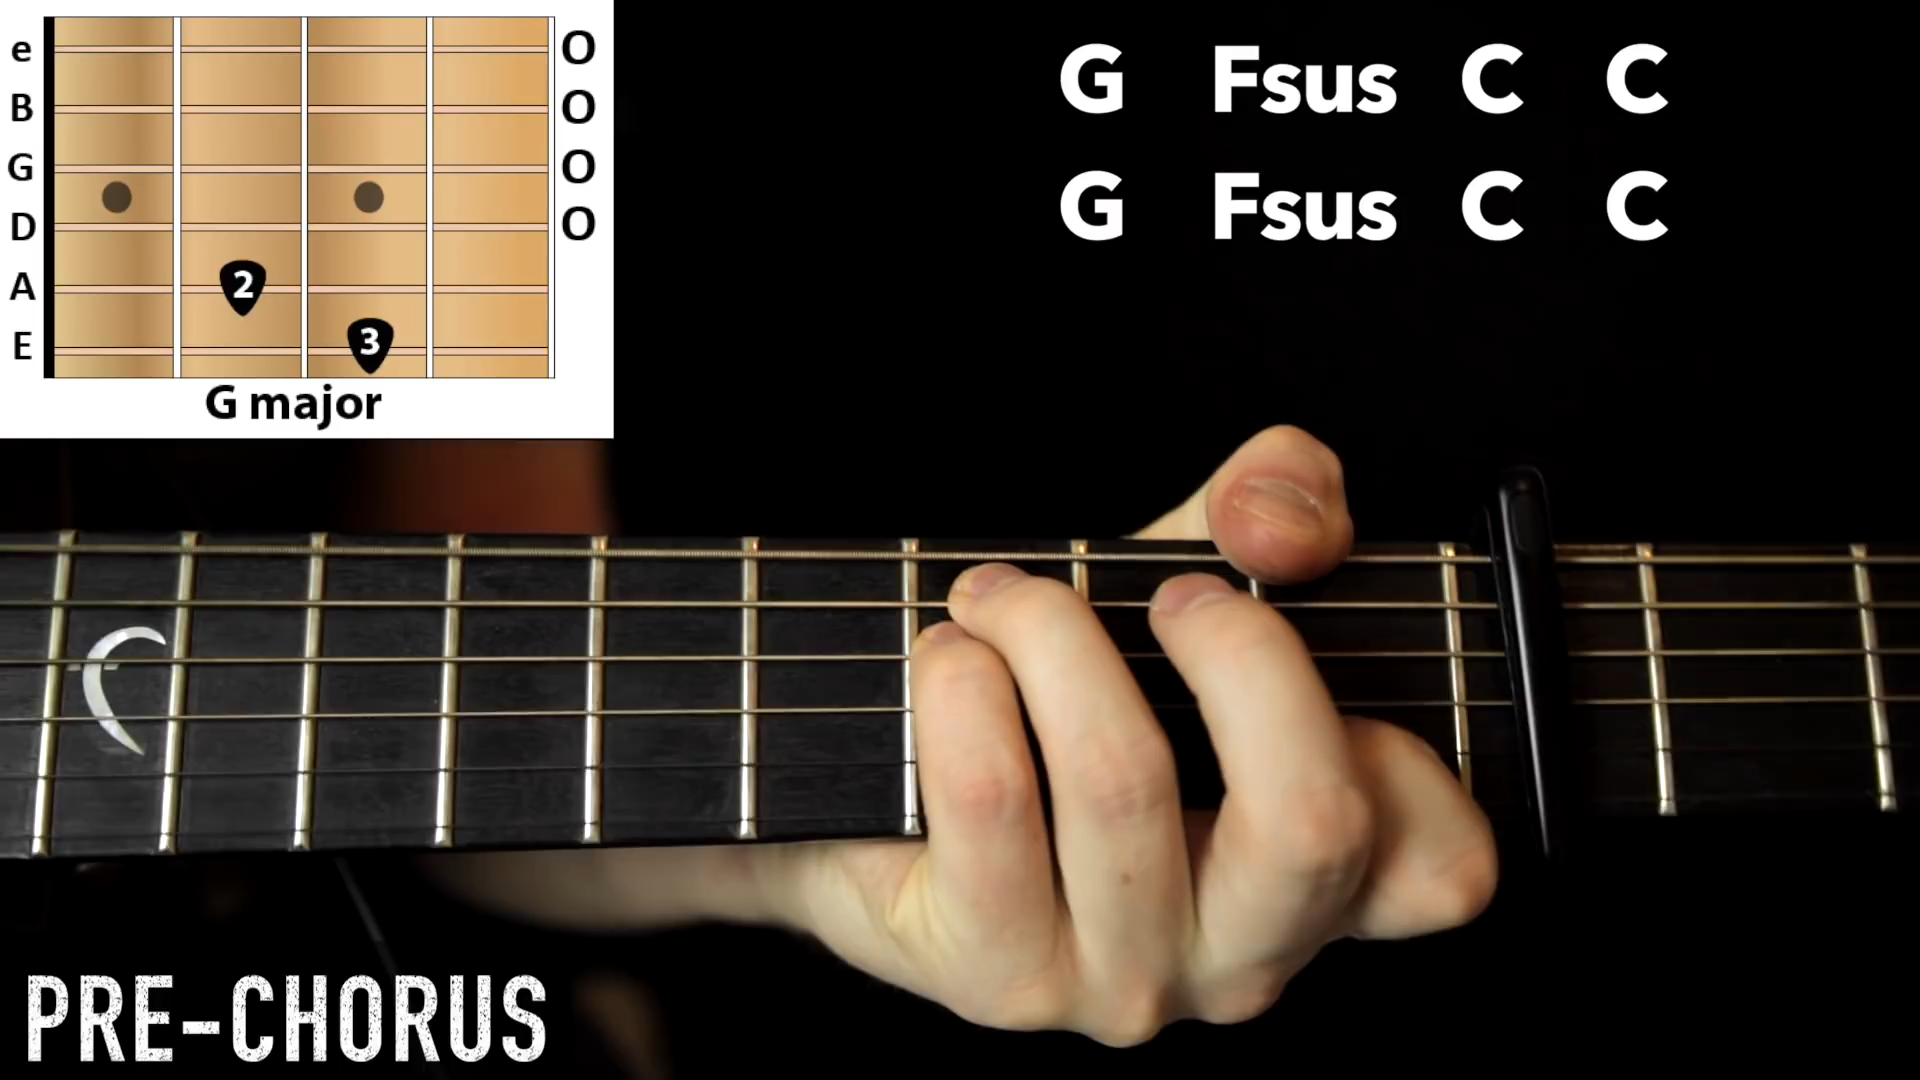 e O
B O
G O
D O
A 2
E 3
G major
G Fsus C C
G Fsus C C
PRE-CHORUS